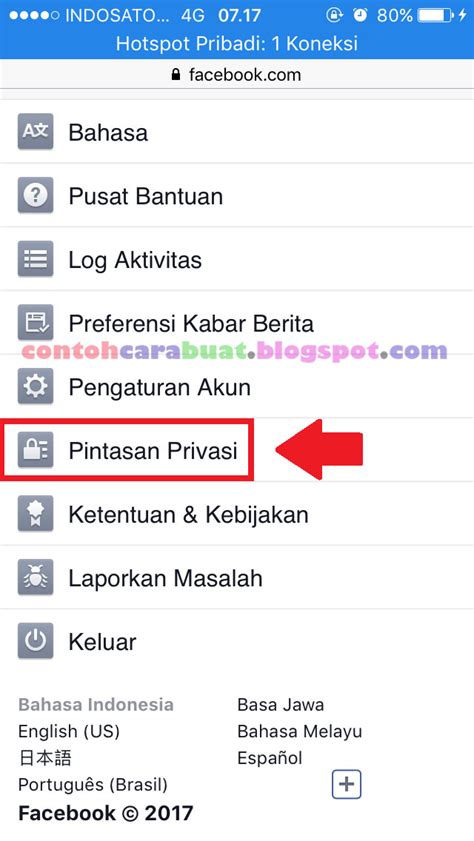 INDOSATO... 4G 07.17 80%
Hotspot Pribadi: 1 Koneksi
facebook.com
Bahasa
Pusat Bantuan
Log Aktivitas
Preferensi Kabar Berita
contohcarabuat.blogspot.com
Pengaturan Akun
Pintasan Privasi
Ketentuan & Kebijakan
Laporkan Masalah
Keluar
Bahasa Indonesia Basa Jawa
English (US) Bahasa Melayu
日本語 Español
Português (Brasil)
Facebook © 2017